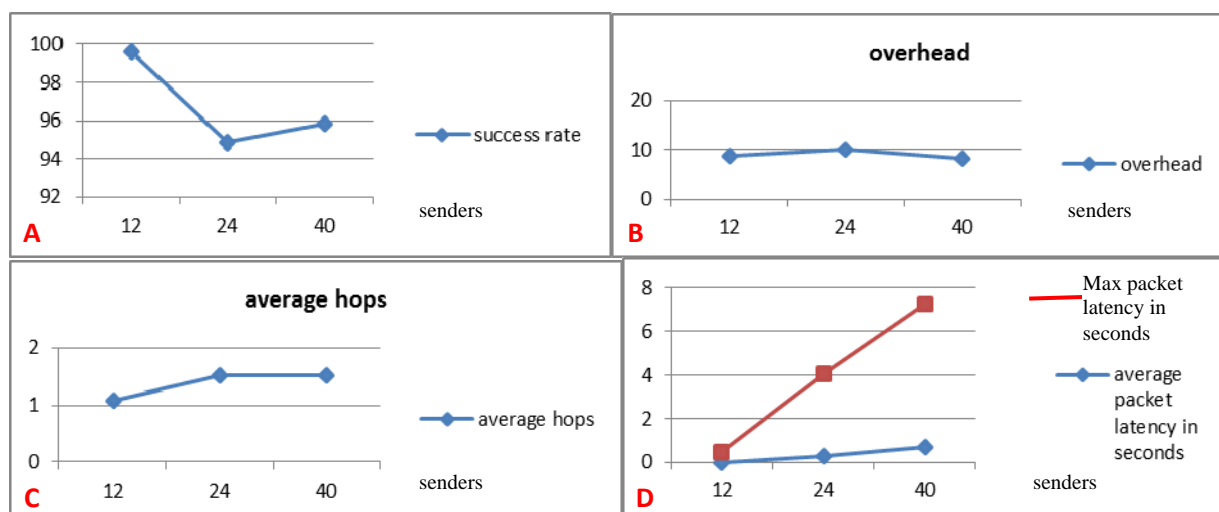 100
98
96
94
92
12 24 40
success rate
senders
A
overhead
20
10
0
12 24 40
overhead
senders
B
average hops
2
1
0
12 24 40
average hops
senders
C
8
6
4
2
0
12 24 40
Max packet
latency in
seconds
average
packet
latency in
seconds
senders
D